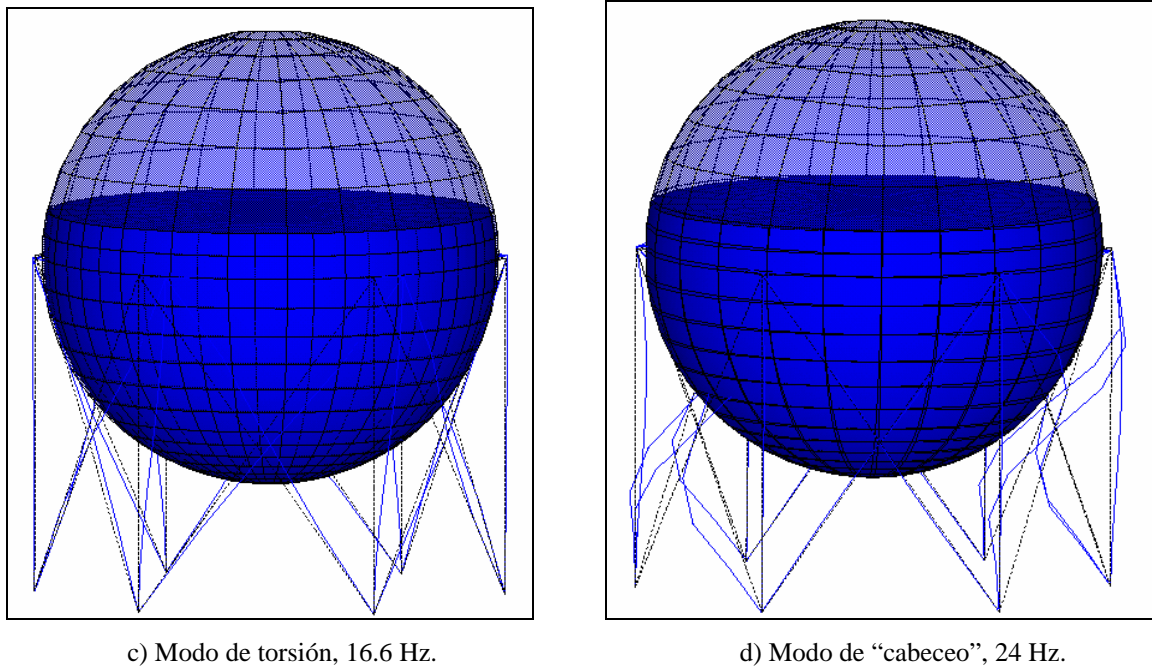 c) Modo de torsión, 16.6 Hz.
d) Modo de “cabeceo”, 24 Hz.